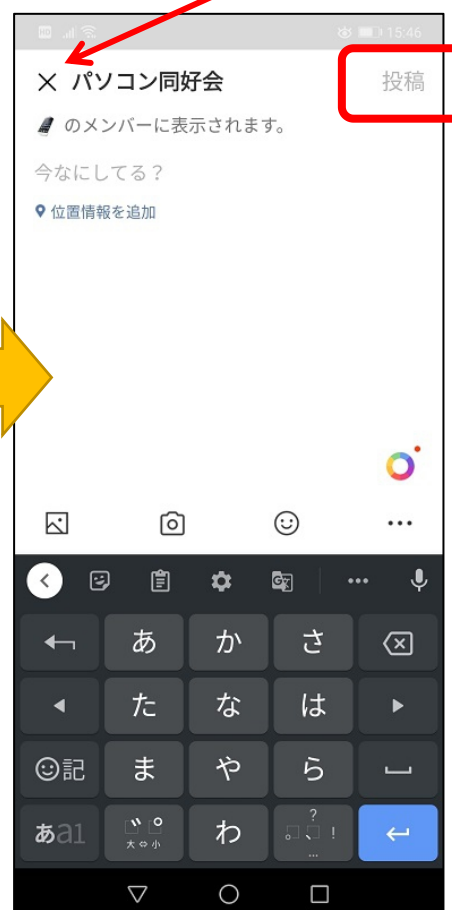 15:46
パソコン同好会
投稿
のメンバーに表示されます。
今なにしてる？
位置情報を追加
あ か さ
た な は
記 ま や ら
あa1 大⇔小 わ 。、?!
...